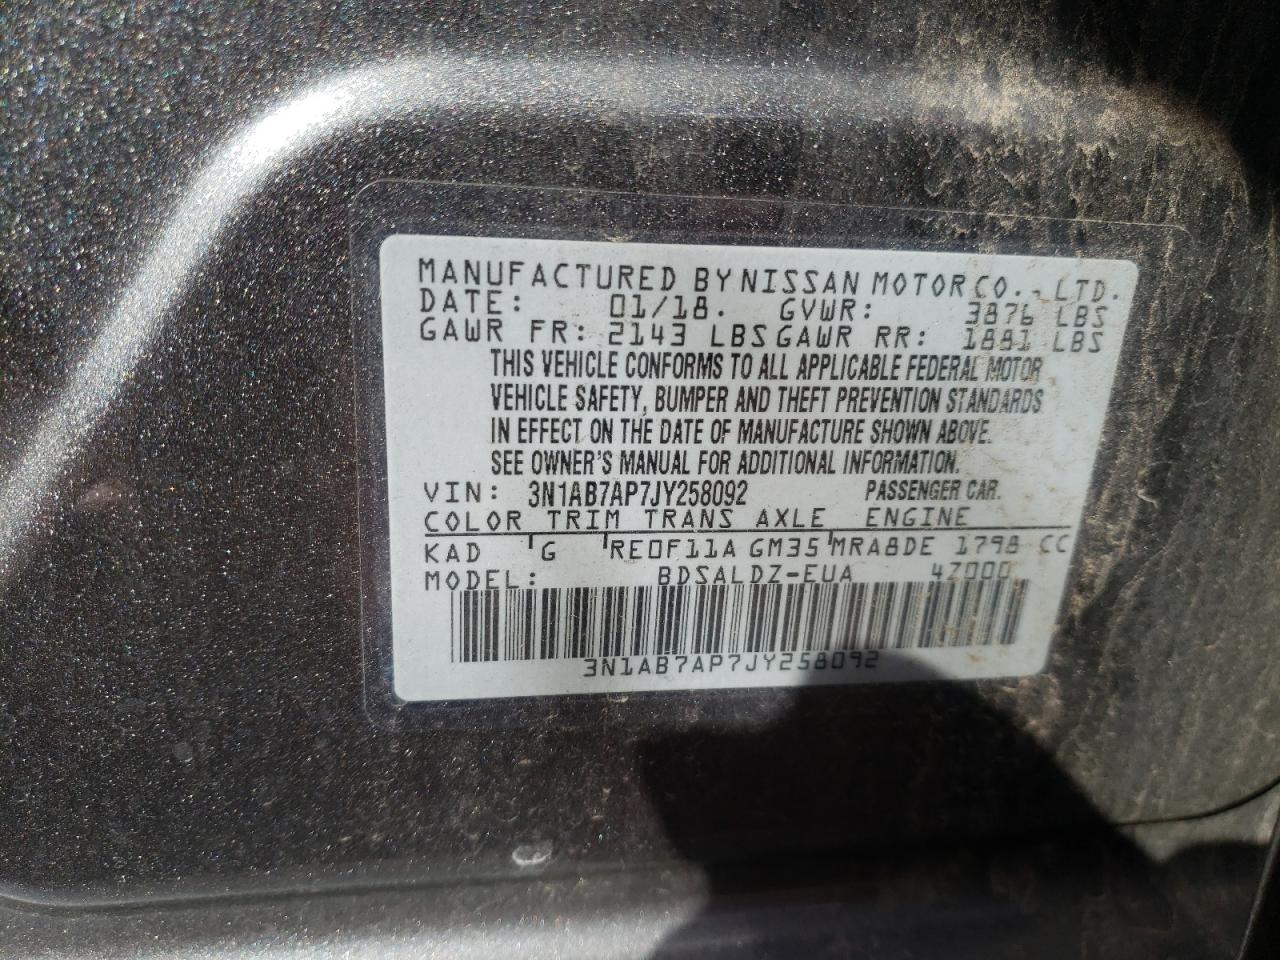 MANUFACTURED BY NISSAN MOTOR CO., LTD.
DATE: 01/18. GVWR: 3876 LBS
GAWR FR: 2143 LBS GAWR RR: 1881 LBS
THIS VEHICLE CONFORMS TO ALL APPLICABLE FEDERAL MOTOR
VEHICLE SAFETY, BUMPER AND THEFT PREVENTION STANDARDS
IN EFFECT ON THE DATE OF MANUFACTURE SHOWN ABOVE.
SEE OWNER'S MANUAL FOR ADDITIONAL INFORMATION.
VIN: 3N1AB7AP7JY258092 PASSENGER CAR.
COLOR TRIM TRANS AXLE ENGINE
KAD G RE0F11A GM35 MRA8DE 1798 CC
MODEL: BDSALDZ-EUA 4Z000
3N1AB7AP7JY258092